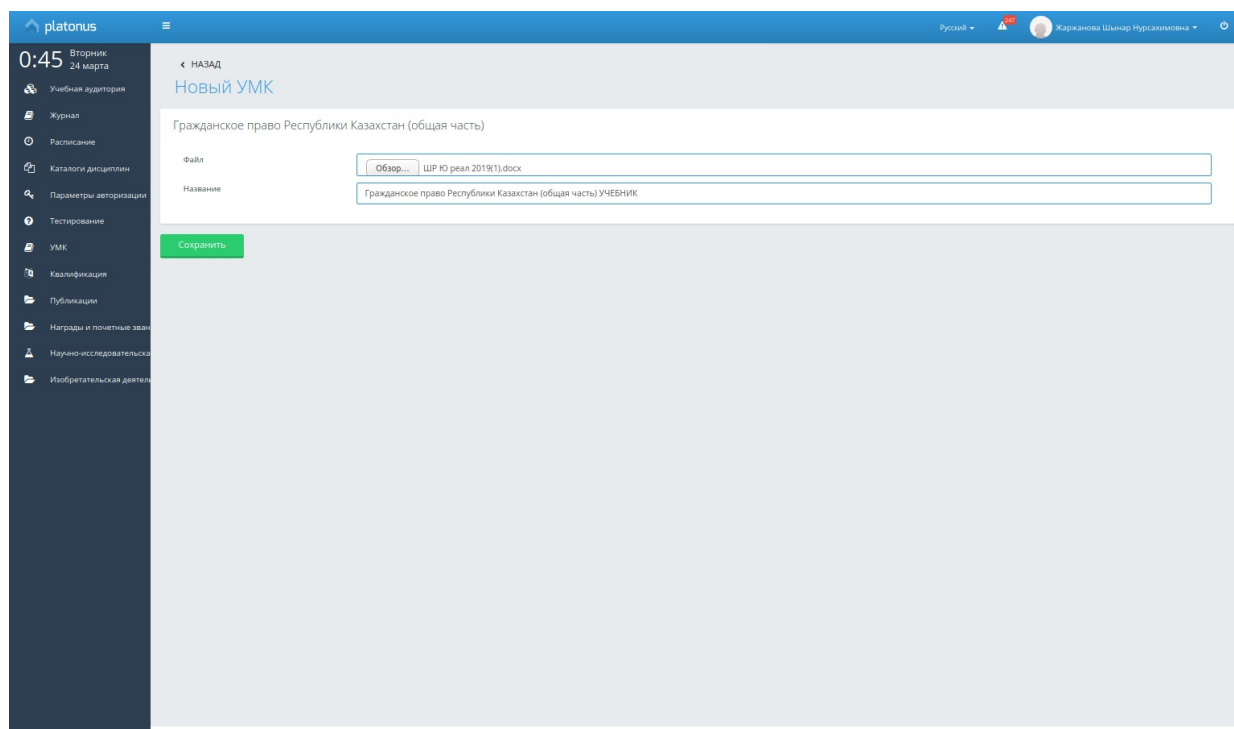 platonus
Русский
247
Жаржанова Шынар Нурсахимовна
0:45 Вторник
24 марта
Учебная аудитория
Журнал
Расписание
Каталоги дисциплин
Параметры авторизации
Тестирование
УМК
Квалификация
Публикации
Награды и почетные зван
Научно-исследовательска
Изобретательская деятел
НАЗАД
Новый УМК
Гражданское право Республики Казахстан (общая часть)
Файл
Обзор... ШР Ю реал 2019(1).docx
Название
Гражданское право Республики Казахстан (общая часть) УЧЕБНИК
Сохранить